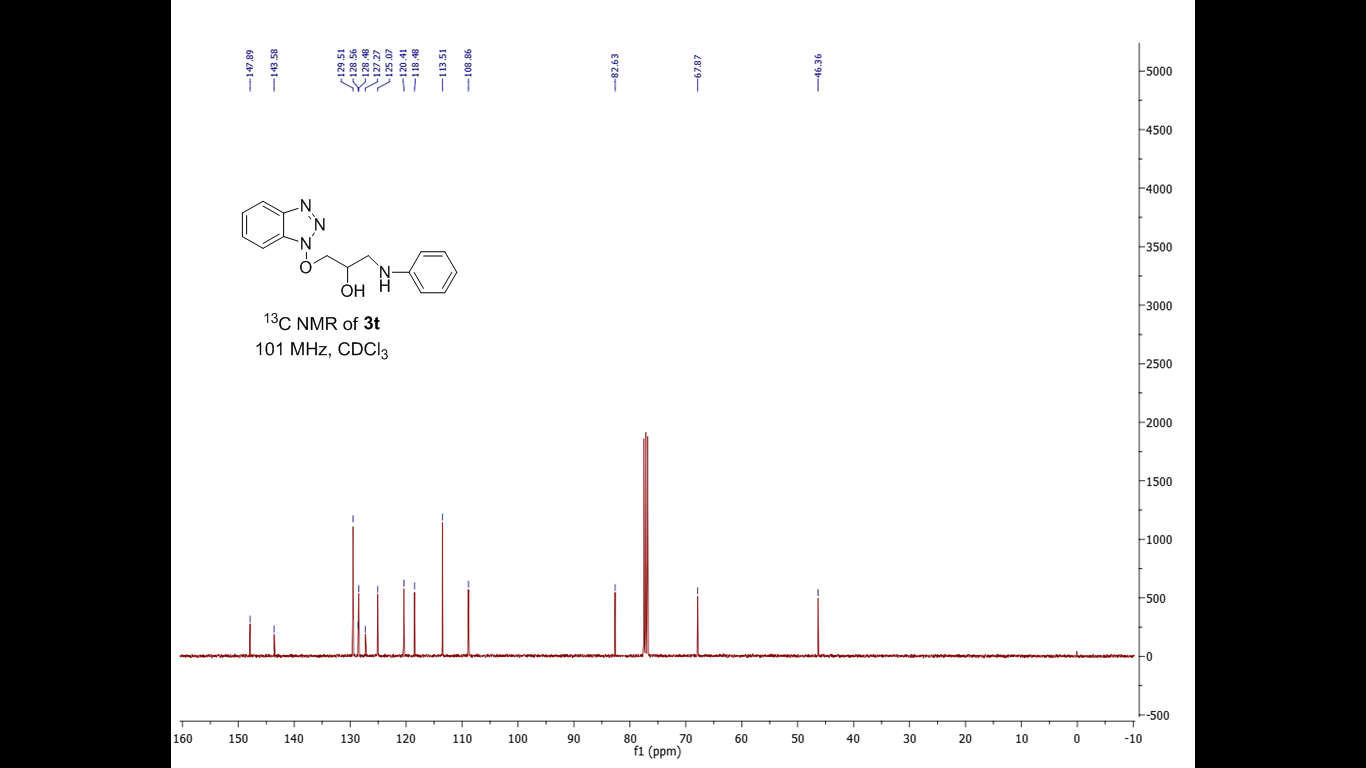 147.89
143.58
129.51
128.56
128.48
127.27
125.07
120.41
118.48
113.51
108.86
82.63
67.87
46.36
5000
4500
4000
3500
3000
2500
2000
1500
1000
500
0
-500
N
N
N
O
OH
N
H
13C NMR of 3t
101 MHz, CDCl3
160 150 140 130 120 110 100 90 80 70 60 50 40 30 20 10 0 -10
f1 (ppm)